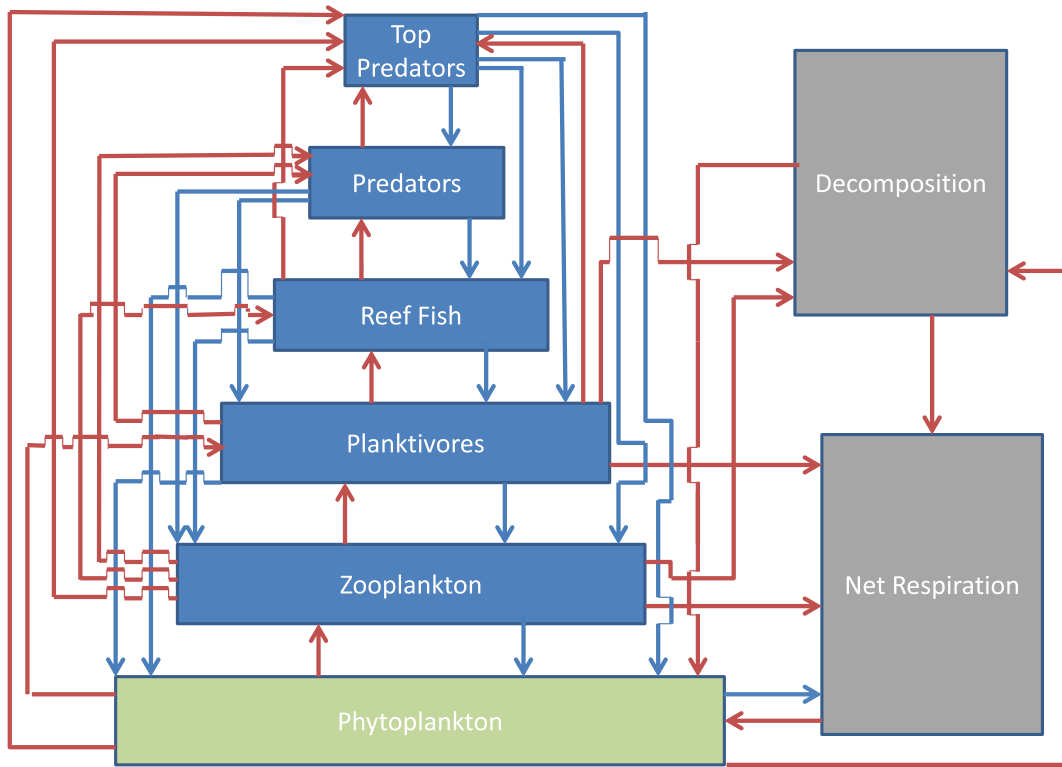 Top
Predators
Predators
Decomposition
Reef Fish
Planktivores
Zooplankton
Net Respiration
Phytoplankton